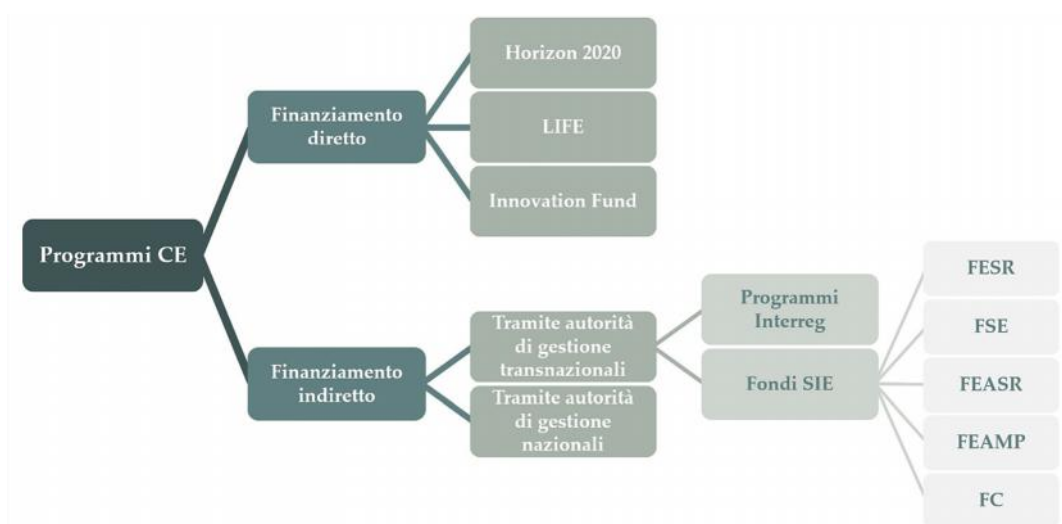 Programmi CE
Finanziamento
diretto
Horizon 2020
LIFE
Innovation Fund
Finanziamento
indiretto
Tramite autorità
di gestione
transnazionali
Programmi
Interreg
Fondi SIE
FESR
FSE
FEASR
FEAMP
FC
Tramite autorità
di gestione
nazionali